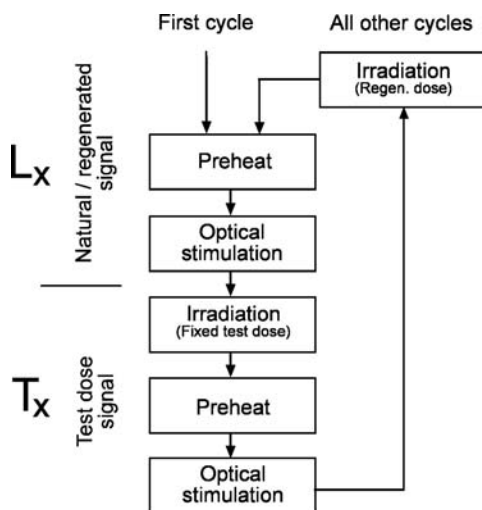 First cycle
All other cycles
Irradiation
(Regen. dose)
Lx
Natural / regenerated
signal
Preheat
Optical
stimulation
Irradiation
(Fixed test dose)
Tx
Test dose
signal
Preheat
Optical
stimulation